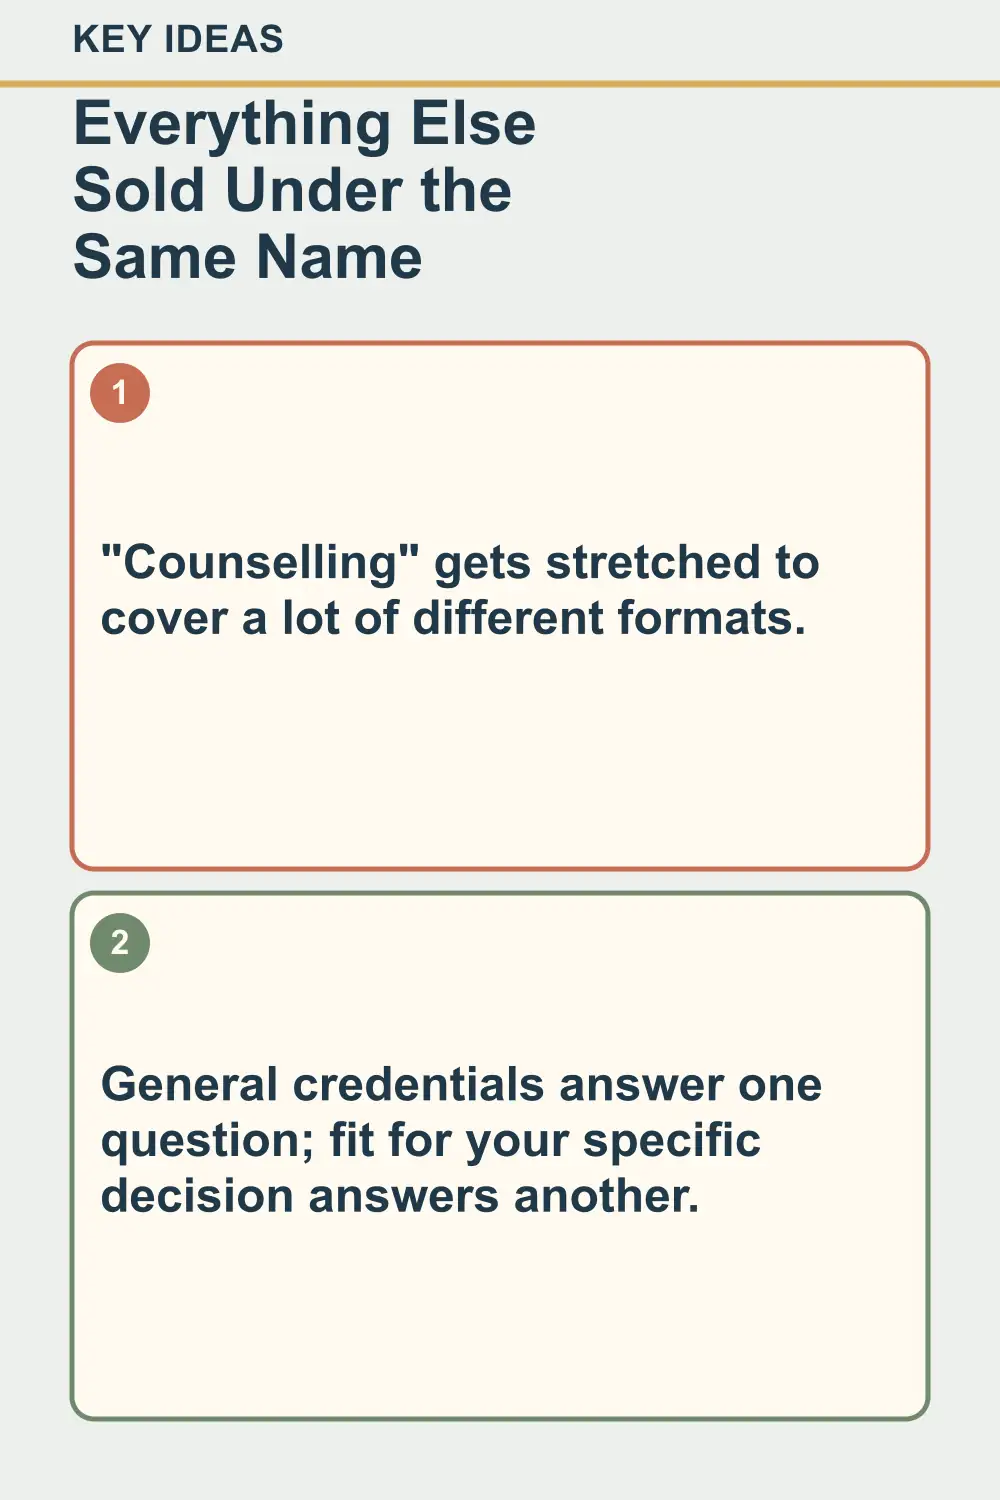 KEY IDEAS
Everything Else
Sold Under the
Same Name
1
"Counselling" gets stretched to
cover a lot of different formats.
2
General credentials answer one
question; fit for your specific
decision answers another.